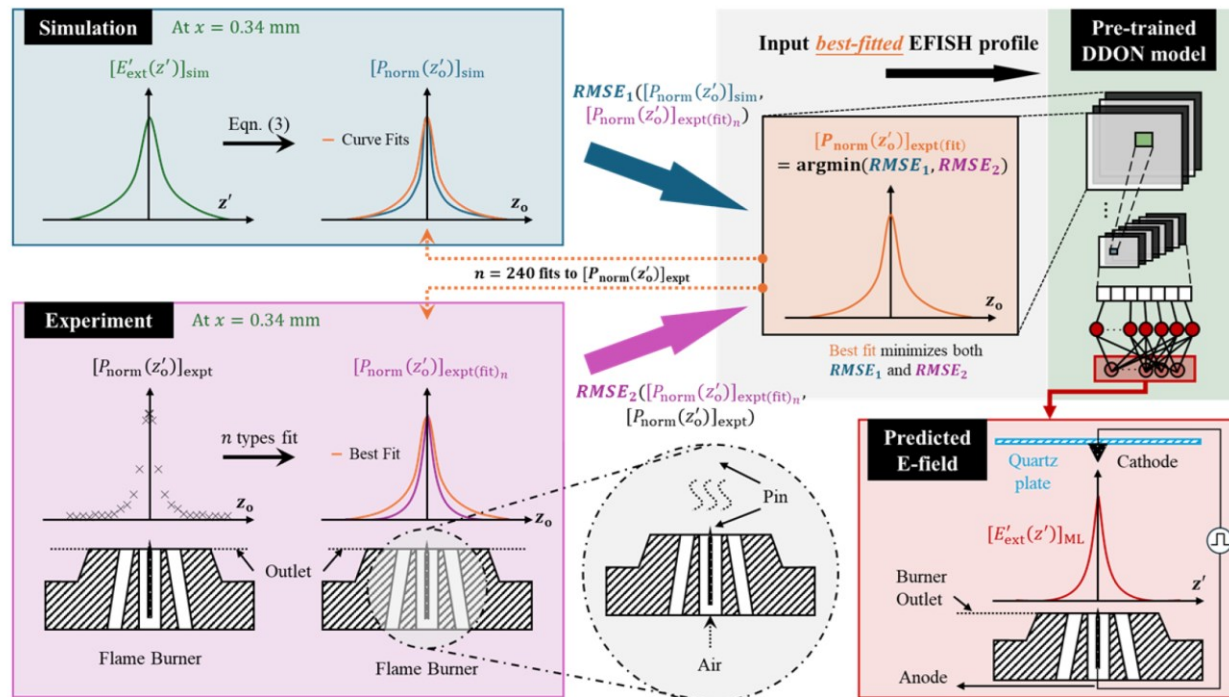 Simulation
At x = 0.34 mm
[E′ext(z′)]sim
Eqn. (3)
z′
[Pnorm(z′o)]sim
Curve Fits
zo
RMSE1([Pnorm(z′o)]sim,
[Pnorm(z′o)]expt(fit)n)
Input best-fitted EFISH profile
Pre-trained
DDON model
[Pnorm(z′o)]expt(fit)
= argmin(RMSE1, RMSE2)
zo
Best fit minimizes both
RMSE1 and RMSE2
n = 240 fits to [Pnorm(z′o)]expt
Experiment
At x = 0.34 mm
[Pnorm(z′o)]expt
n types fit
zo
[Pnorm(z′o)]expt(fit)n
Best Fit
zo
Outlet
Flame Burner
Flame Burner
RMSE2([Pnorm(z′o)]expt(fit)n,
[Pnorm(z′o)]expt)
Pin
Air
Predicted
E-field
Quartz
plate
Cathode
[E′ext(z′)]ML
z′
Burner
Outlet
Anode